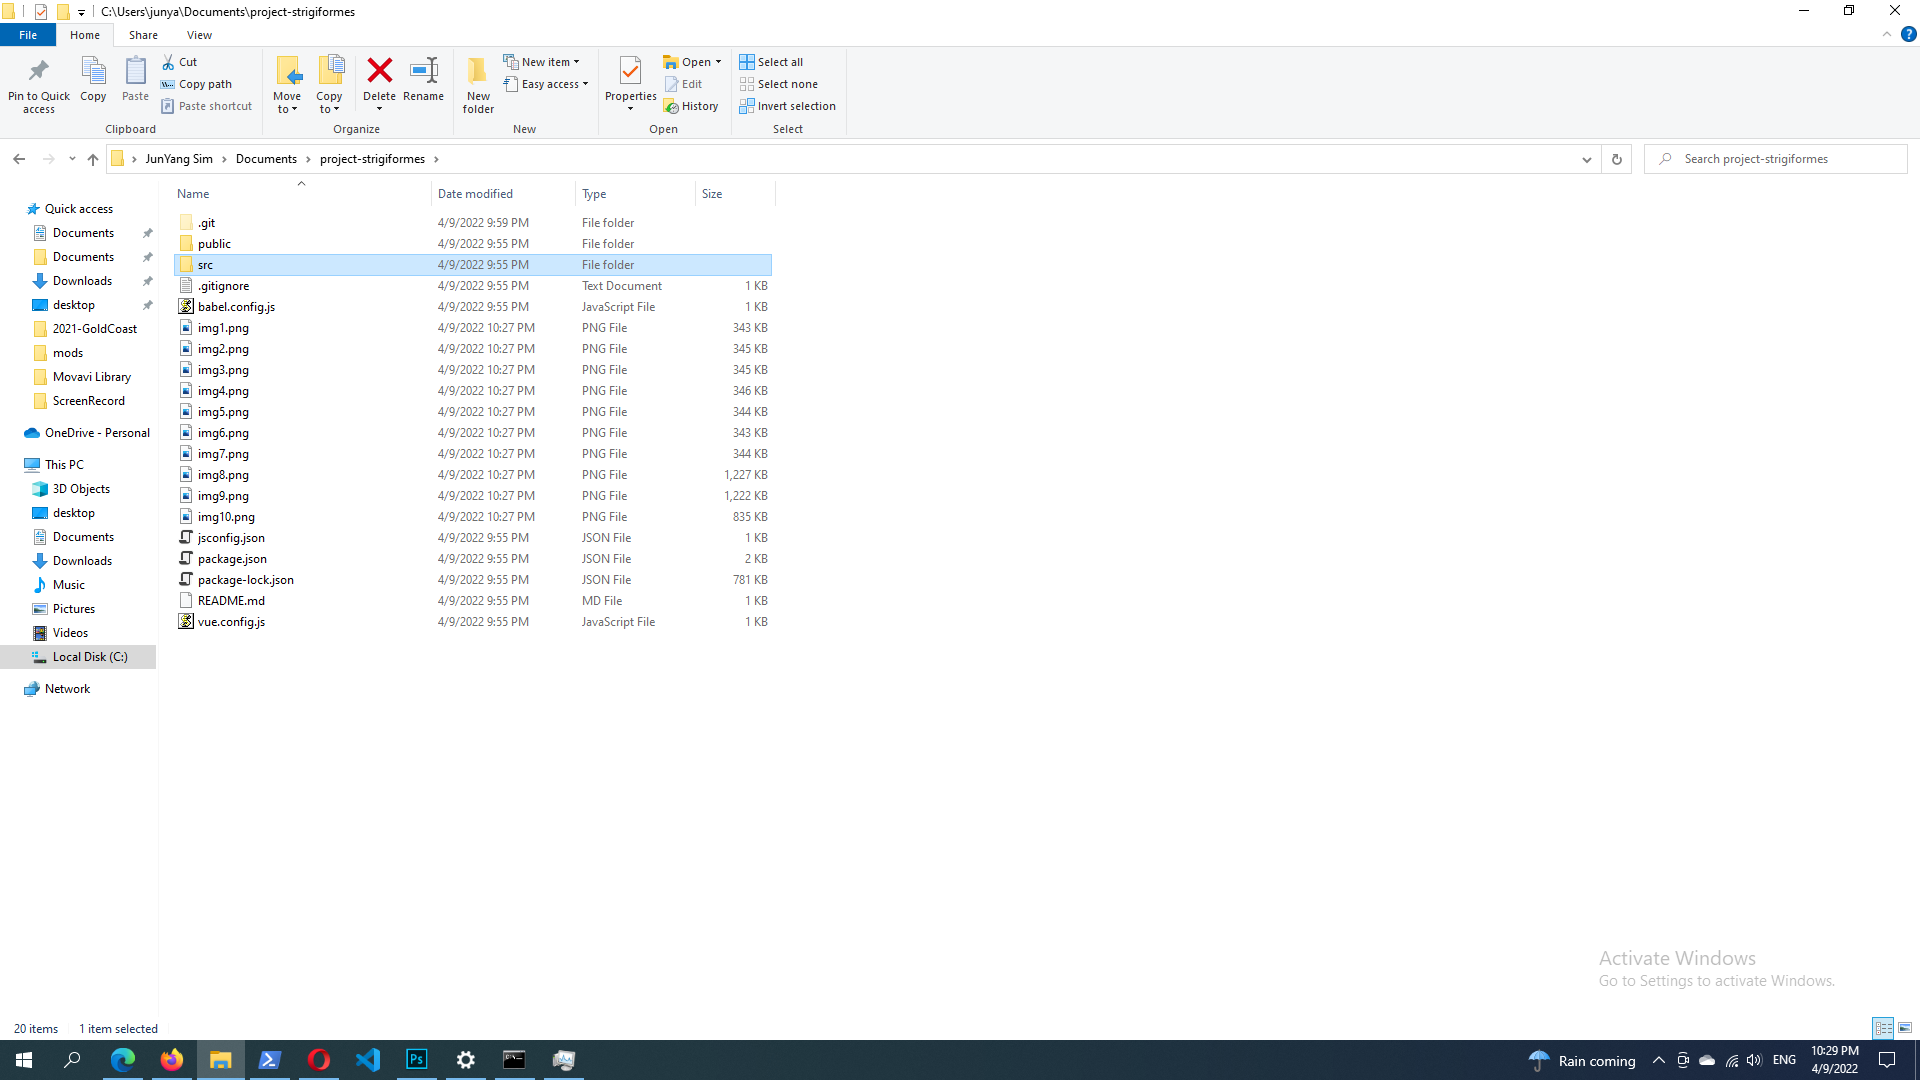 C:\Users\junya\Documents\project-strigiformes
File Home Share View
Pin to Quick access
Copy
Paste
Cut
Copy path
Paste shortcut
Clipboard
Move to
Copy to
Delete
Rename
Organize
New folder
New item
Easy access
New
Properties
Open
Edit
History
Open
Select all
Select none
Invert selection
Select
JunYang Sim > Documents > project-strigiformes >
Search project-strigiformes
Quick access
Documents
Documents
Downloads
desktop
2021-GoldCoast
mods
Movavi Library
ScreenRecord
OneDrive - Personal
This PC
3D Objects
desktop
Documents
Downloads
Music
Pictures
Videos
Local Disk (C:)
Network
Name Date modified Type Size
.git 4/9/2022 9:59 PM File folder
public 4/9/2022 9:55 PM File folder
src 4/9/2022 9:55 PM File folder
.gitignore 4/9/2022 9:55 PM Text Document 1 KB
babel.config.js 4/9/2022 9:55 PM JavaScript File 1 KB
img1.png 4/9/2022 10:27 PM PNG File 343 KB
img2.png 4/9/2022 10:27 PM PNG File 345 KB
img3.png 4/9/2022 10:27 PM PNG File 345 KB
img4.png 4/9/2022 10:27 PM PNG File 346 KB
img5.png 4/9/2022 10:27 PM PNG File 344 KB
img6.png 4/9/2022 10:27 PM PNG File 343 KB
img7.png 4/9/2022 10:27 PM PNG File 344 KB
img8.png 4/9/2022 10:27 PM PNG File 1,227 KB
img9.png 4/9/2022 10:27 PM PNG File 1,222 KB
img10.png 4/9/2022 10:27 PM PNG File 835 KB
jsconfig.json 4/9/2022 9:55 PM JSON File 1 KB
package.json 4/9/2022 9:55 PM JSON File 2 KB
package-lock.json 4/9/2022 9:55 PM JSON File 781 KB
README.md 4/9/2022 9:55 PM MD File 1 KB
vue.config.js 4/9/2022 9:55 PM JavaScript File 1 KB
Activate Windows
Go to Settings to activate Windows.
20 items 1 item selected
Ps
Rain coming
ENG
10:29 PM
4/9/2022